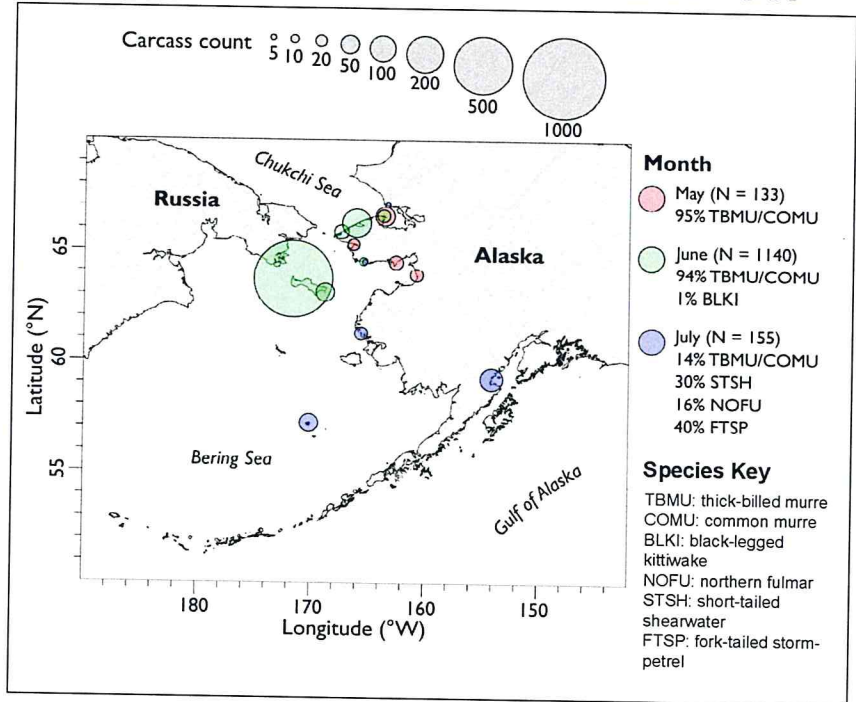 Carcass count
5 10 20 50 100 200 500 1000
Chukchi Sea
Russia
Alaska
Bering Sea
Gulf of Alaska
65
60
55
Latitude (°N)
180 170 160 150
Longitude (°W)
Month
May (N = 133)
95% TBMU/COMU
June (N = 1140)
94% TBMU/COMU
1% BLKI
July (N = 155)
14% TBMU/COMU
30% STSH
16% NOFU
40% FTSP
Species Key
TBMU: thick-billed murre
COMU: common murre
BLKI: black-legged
kittiwake
NOFU: northern fulmar
STSH: short-tailed
shearwater
FTSP: fork-tailed storm-
petrel